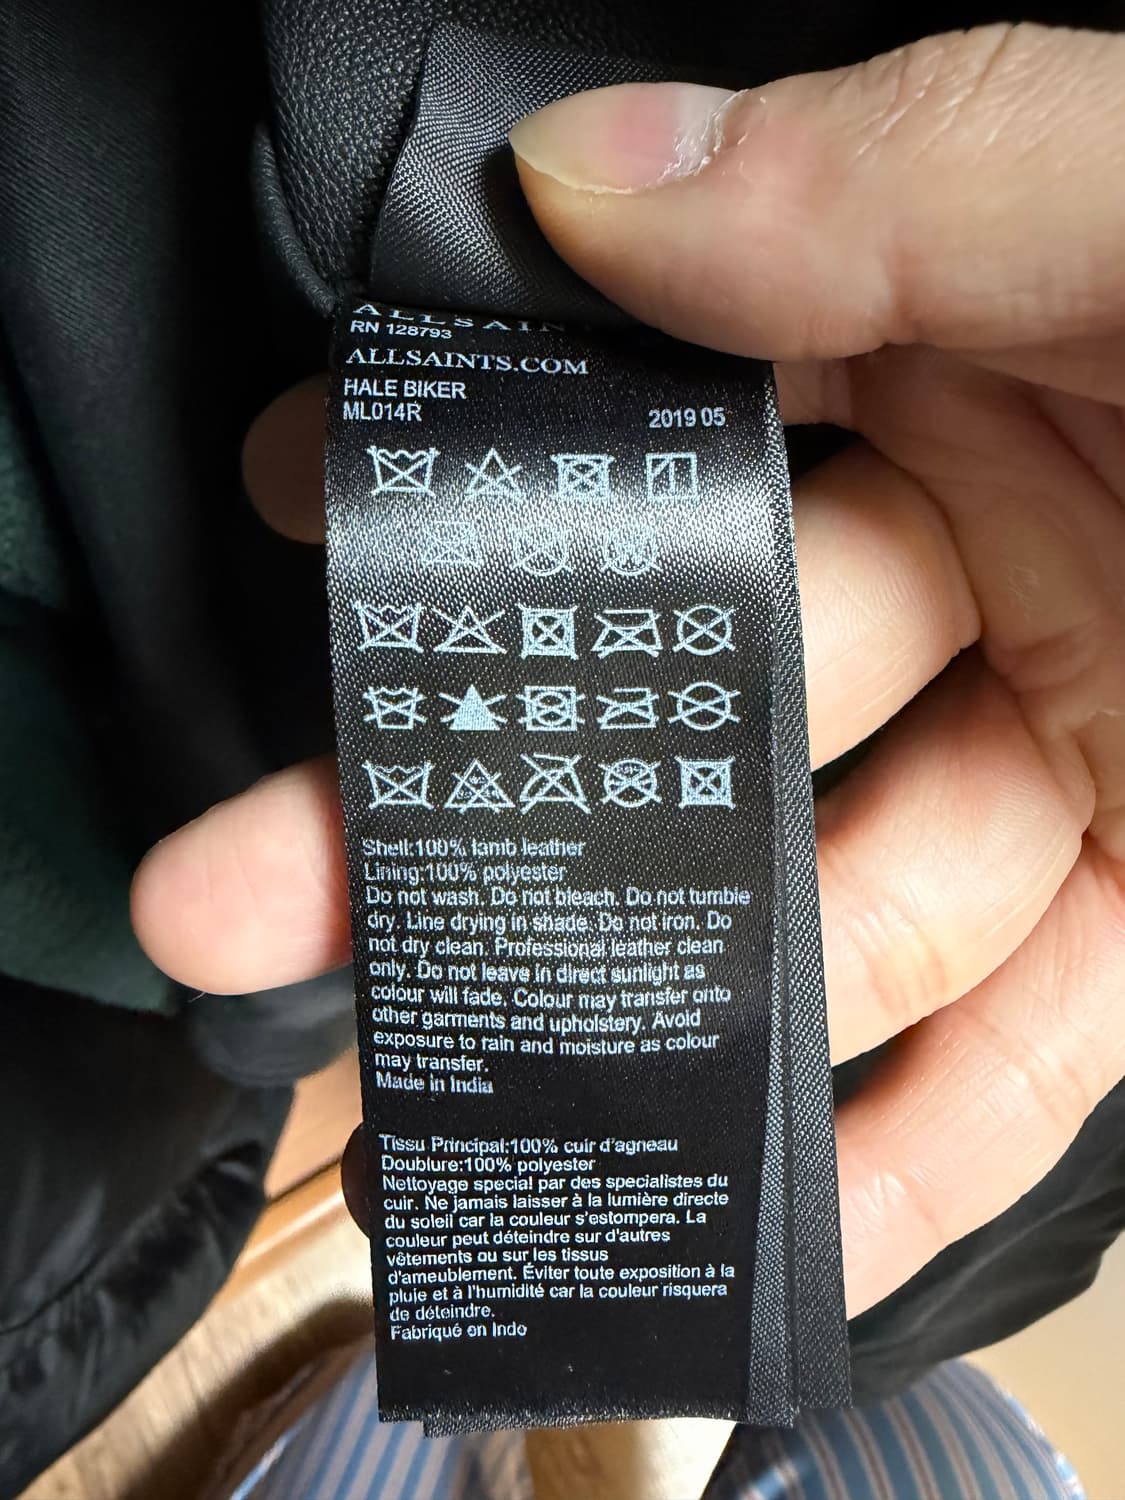 ALLSAIN
RN 128793
ALLSAINTS.COM
HALE BIKER
ML014R
2019 05
Shell:100% lamb leather
Lining:100% polyester
Do not wash. Do not bleach. Do not tumble
dry. Line drying in shade. Do not iron. Do
not dry clean. Professional leather clean
only. Do not leave in direct sunlight as
colour will fade. Colour may transfer onto
other garments and upholstery. Avoid
exposure to rain and moisture as colour
may transfer.
Made in India
Tissu Principal:100% cuir d'agneau
Doublure:100% polyester
Nettoyage special par des specialistes du
cuir. Ne jamais laisser à la lumière directe
du soleil car la couleur s'estompera. La
couleur peut déteindre sur d'autres
vêtements ou sur les tissus
d'ameublement. Éviter toute exposition à la
pluie et à l'humidité car la couleur risquera
de déteindre.
Fabriqué en Inde